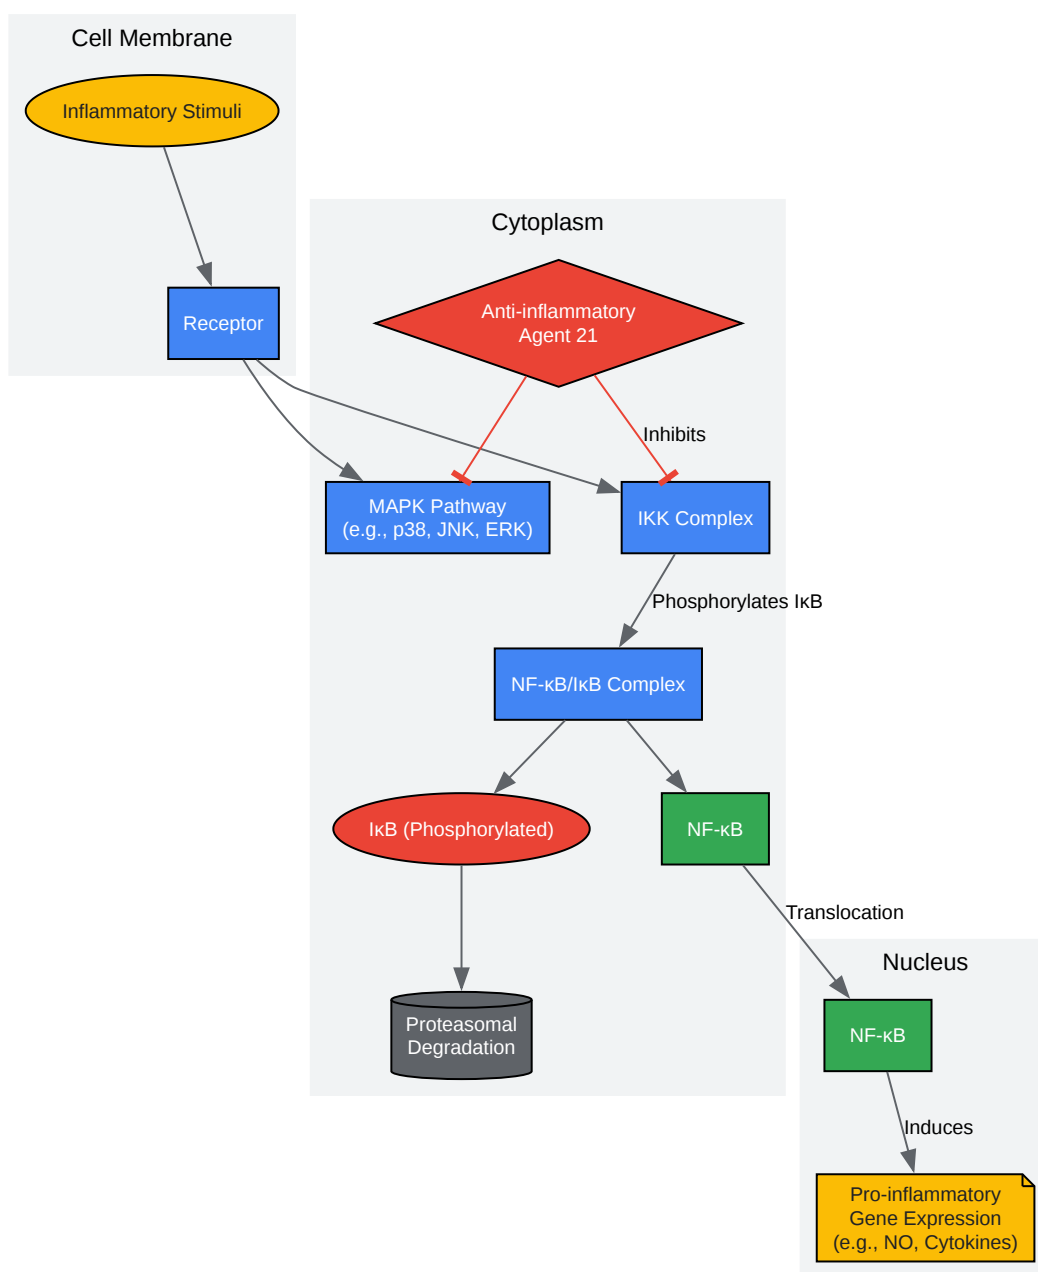 Cell Membrane
Inflammatory Stimuli
Receptor
Cytoplasm
Anti-inflammatory
Agent 21
Inhibits
MAPK Pathway
(e.g., p38, JNK, ERK)
IKK Complex
Phosphorylates IκB
NF-κB/IκB Complex
IκB (Phosphorylated)
NF-κB
Translocation
Proteasomal
Degradation
Nucleus
NF-κB
Induces
Pro-inflammatory
Gene Expression
(e.g., NO, Cytokines)